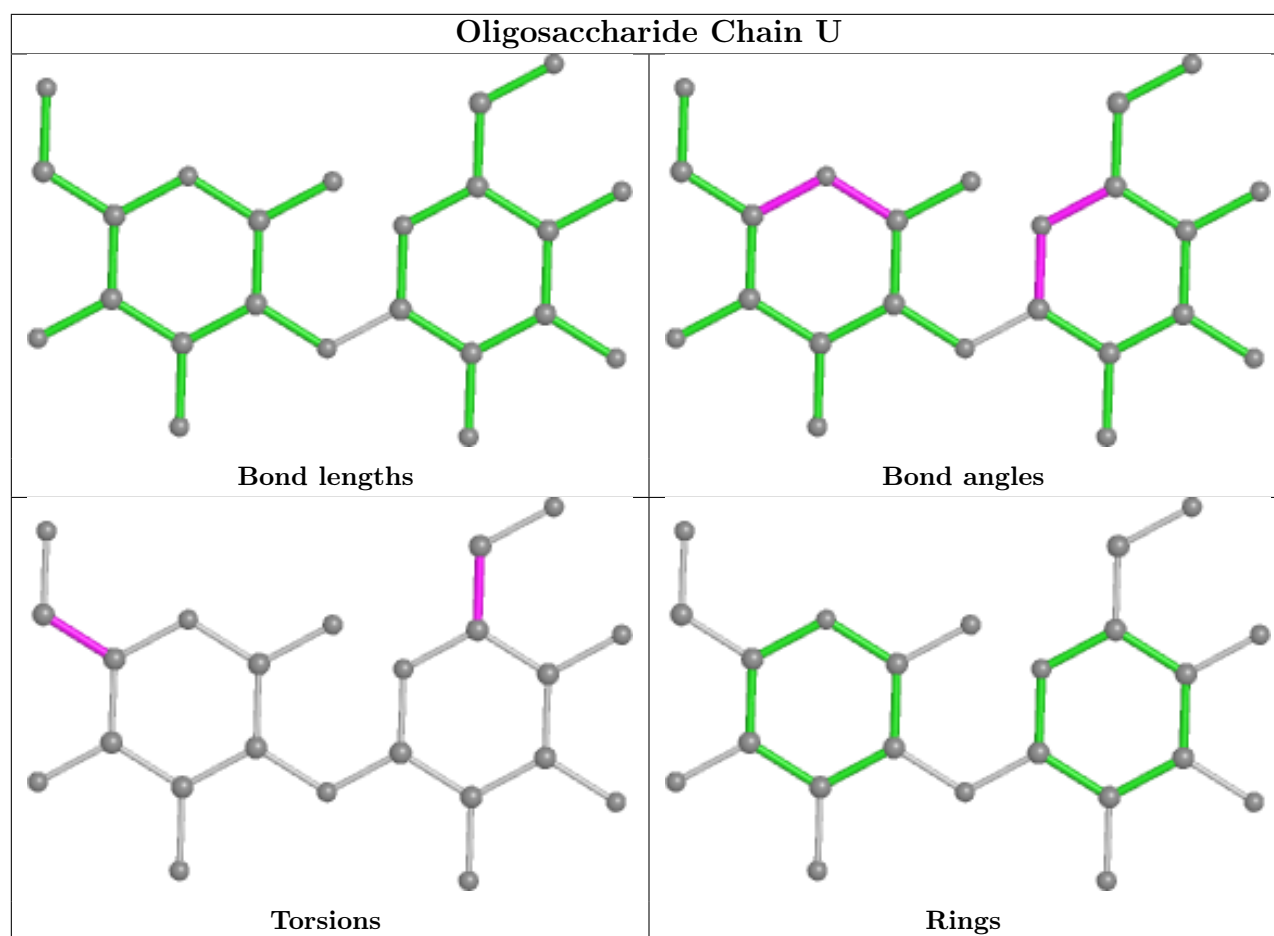 Oligosaccharide Chain U
Bond lengths
Bond angles
Torsions
Rings